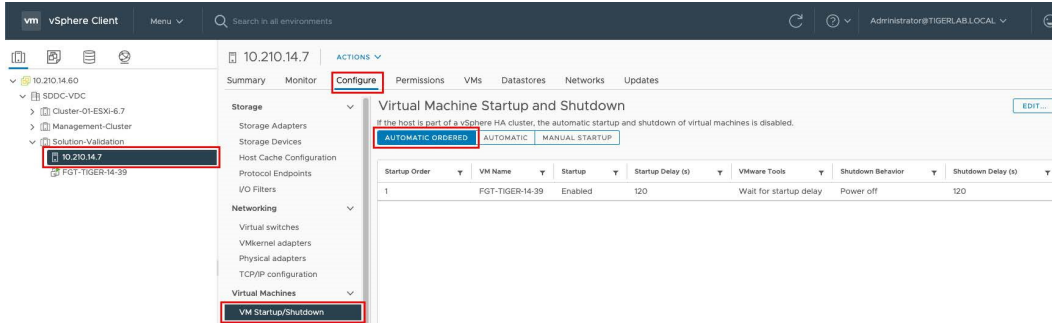 vm vSphere Client Menu Search in all environments Administrator@TIGERLAB.LOCAL
10.210.14.7 ACTIONS
10.210.14.60
SDDC-VDC
Cluster-01-ESXi-6.7
Management-Cluster
Solution-Validation
10.210.14.7
FGT-TIGER-14-39
Summary Monitor Configure Permissions VMs Datastores Networks Updates
Storage
Storage Adapters
Storage Devices
Host Cache Configuration
Protocol Endpoints
I/O Filters
Networking
Virtual switches
VMkernel adapters
Physical adapters
TCP/IP configuration
Virtual Machines
VM Startup/Shutdown
Virtual Machine Startup and Shutdown EDIT...
If the host is part of a vSphere HA cluster, the automatic startup and shutdown of virtual machines is disabled.
AUTOMATIC ORDERED AUTOMATIC MANUAL STARTUP
Startup Order VM Name Startup Startup Delay (s) VMware Tools Shutdown Behavior Shutdown Delay (s)
1 FGT-TIGER-14-39 Enabled 120 Wait for startup delay Power off 120